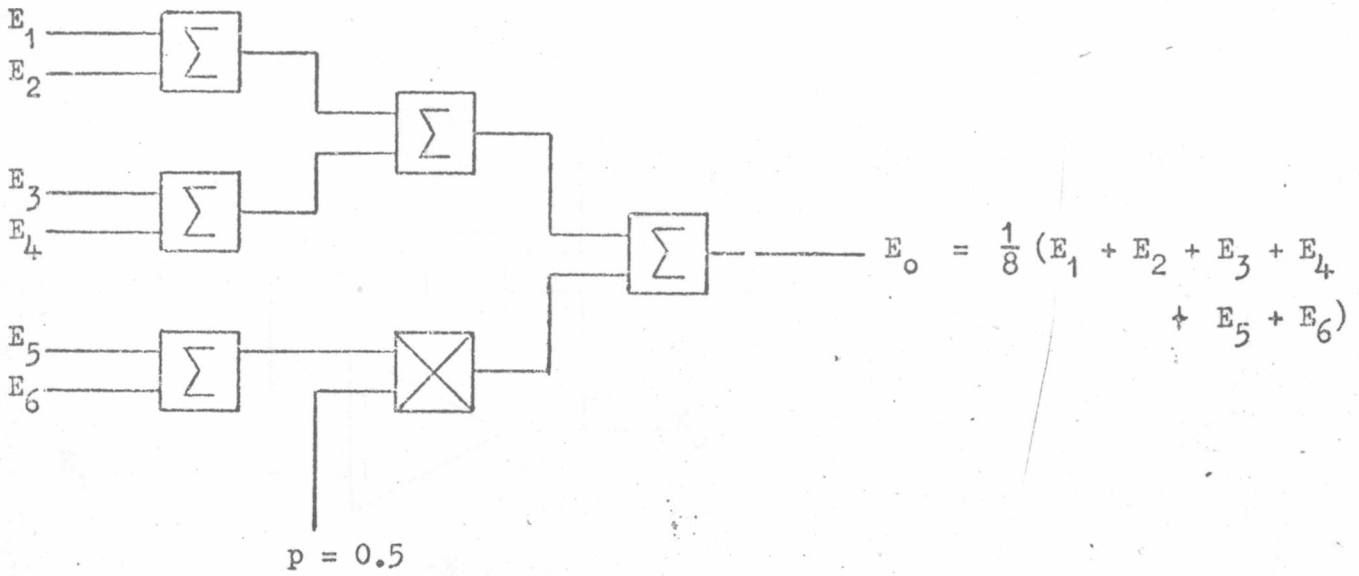 E₁
E₂
Σ
Σ
E₃
E₄
Σ
Σ
E₀ = 1/8 (E₁ + E₂ + E₃ + E₄
+ E₅ + E₆)
E₅
E₆
Σ
p = 0.5